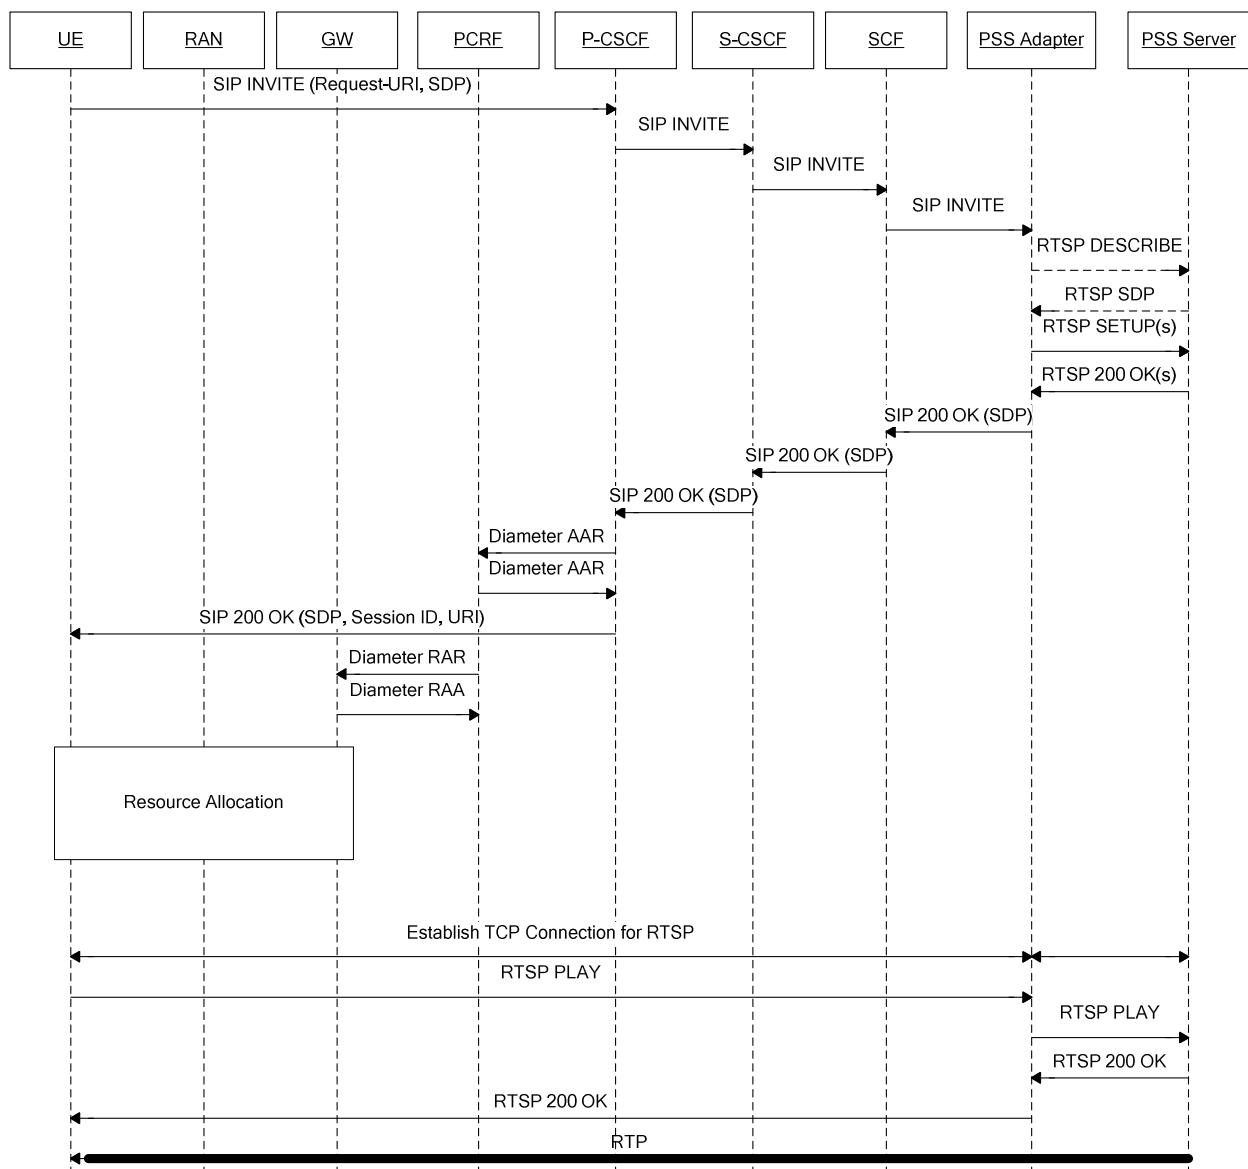 UE RAN GW PCRF P-CSCF S-CSCF SCF PSS Adapter PSS Server
SIP INVITE (Request-URI, SDP)
SIP INVITE
SIP INVITE
SIP INVITE
RTSP DESCRIBE
RTSP SDP
RTSP SETUP(s)
RTSP 200 OK(s)
SIP 200 OK (SDP)
SIP 200 OK (SDP)
SIP 200 OK (SDP)
Diameter AAR
Diameter AAR
SIP 200 OK (SDP, Session ID, URI)
Diameter RAR
Diameter RAA
Resource Allocation
Establish TCP Connection for RTSP
RTSP PLAY
RTSP PLAY
RTSP 200 OK
RTSP 200 OK
RTP